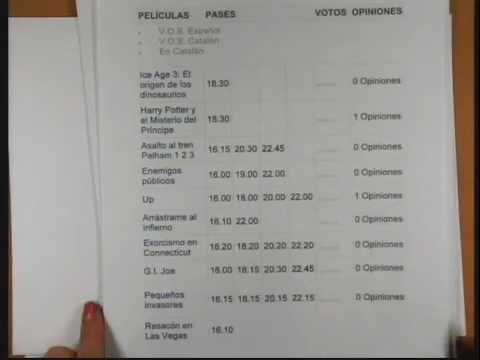 PELÍCULAS PASES VOTOS OPINIONES
- V.O.S. Español
- V.O.S. Catalán
- En Catalán
Ice Age 3: El
origen de los 18.30 0 Opiniones
dinosaurios
Harry Potter y
el Misterio del 18.30 1 Opiniones
Príncipe
Asalto al tren 16.15 20.30 22.45 0 Opiniones
Pelham 1 2 3
Enemigos 16.00 19.00 22.00 0 Opiniones
públicos
Up 16.00 18.00 20.00 22.00 1 Opiniones
Arrástrame al 16.10 22.00 0 Opiniones
infierno
Exorcismo en 16.20 18.20 20.20 22.20 0 Opiniones
Connecticut
G.I. Joe 16.00 18.15 20.30 22.45 0 Opiniones
Pequeños 16.15 18.15 20.15 22.15 0 Opiniones
invasores
Resacón en 16.10
Las Vegas